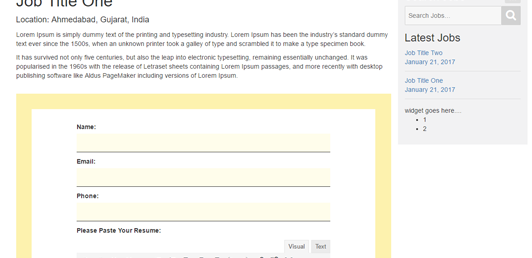 Job Title One
Location: Ahmedabad, Gujarat, India
Lorem Ipsum is simply dummy text of the printing and typesetting industry. Lorem Ipsum has been the industry's standard dummy
text ever since the 1500s, when an unknown printer took a galley of type and scrambled it to make a type specimen book.
It has survived not only five centuries, but also the leap into electronic typesetting, remaining essentially unchanged. It was
popularised in the 1960s with the release of Letraset sheets containing Lorem Ipsum passages, and more recently with desktop
publishing software like Aldus PageMaker including versions of Lorem Ipsum.
Name:
Email:
Phone:
Please Paste Your Resume:
Visual Text
Search Jobs...
Latest Jobs
Job Title Two
January 21, 2017
Job Title One
January 21, 2017
widget goes here....
1
2